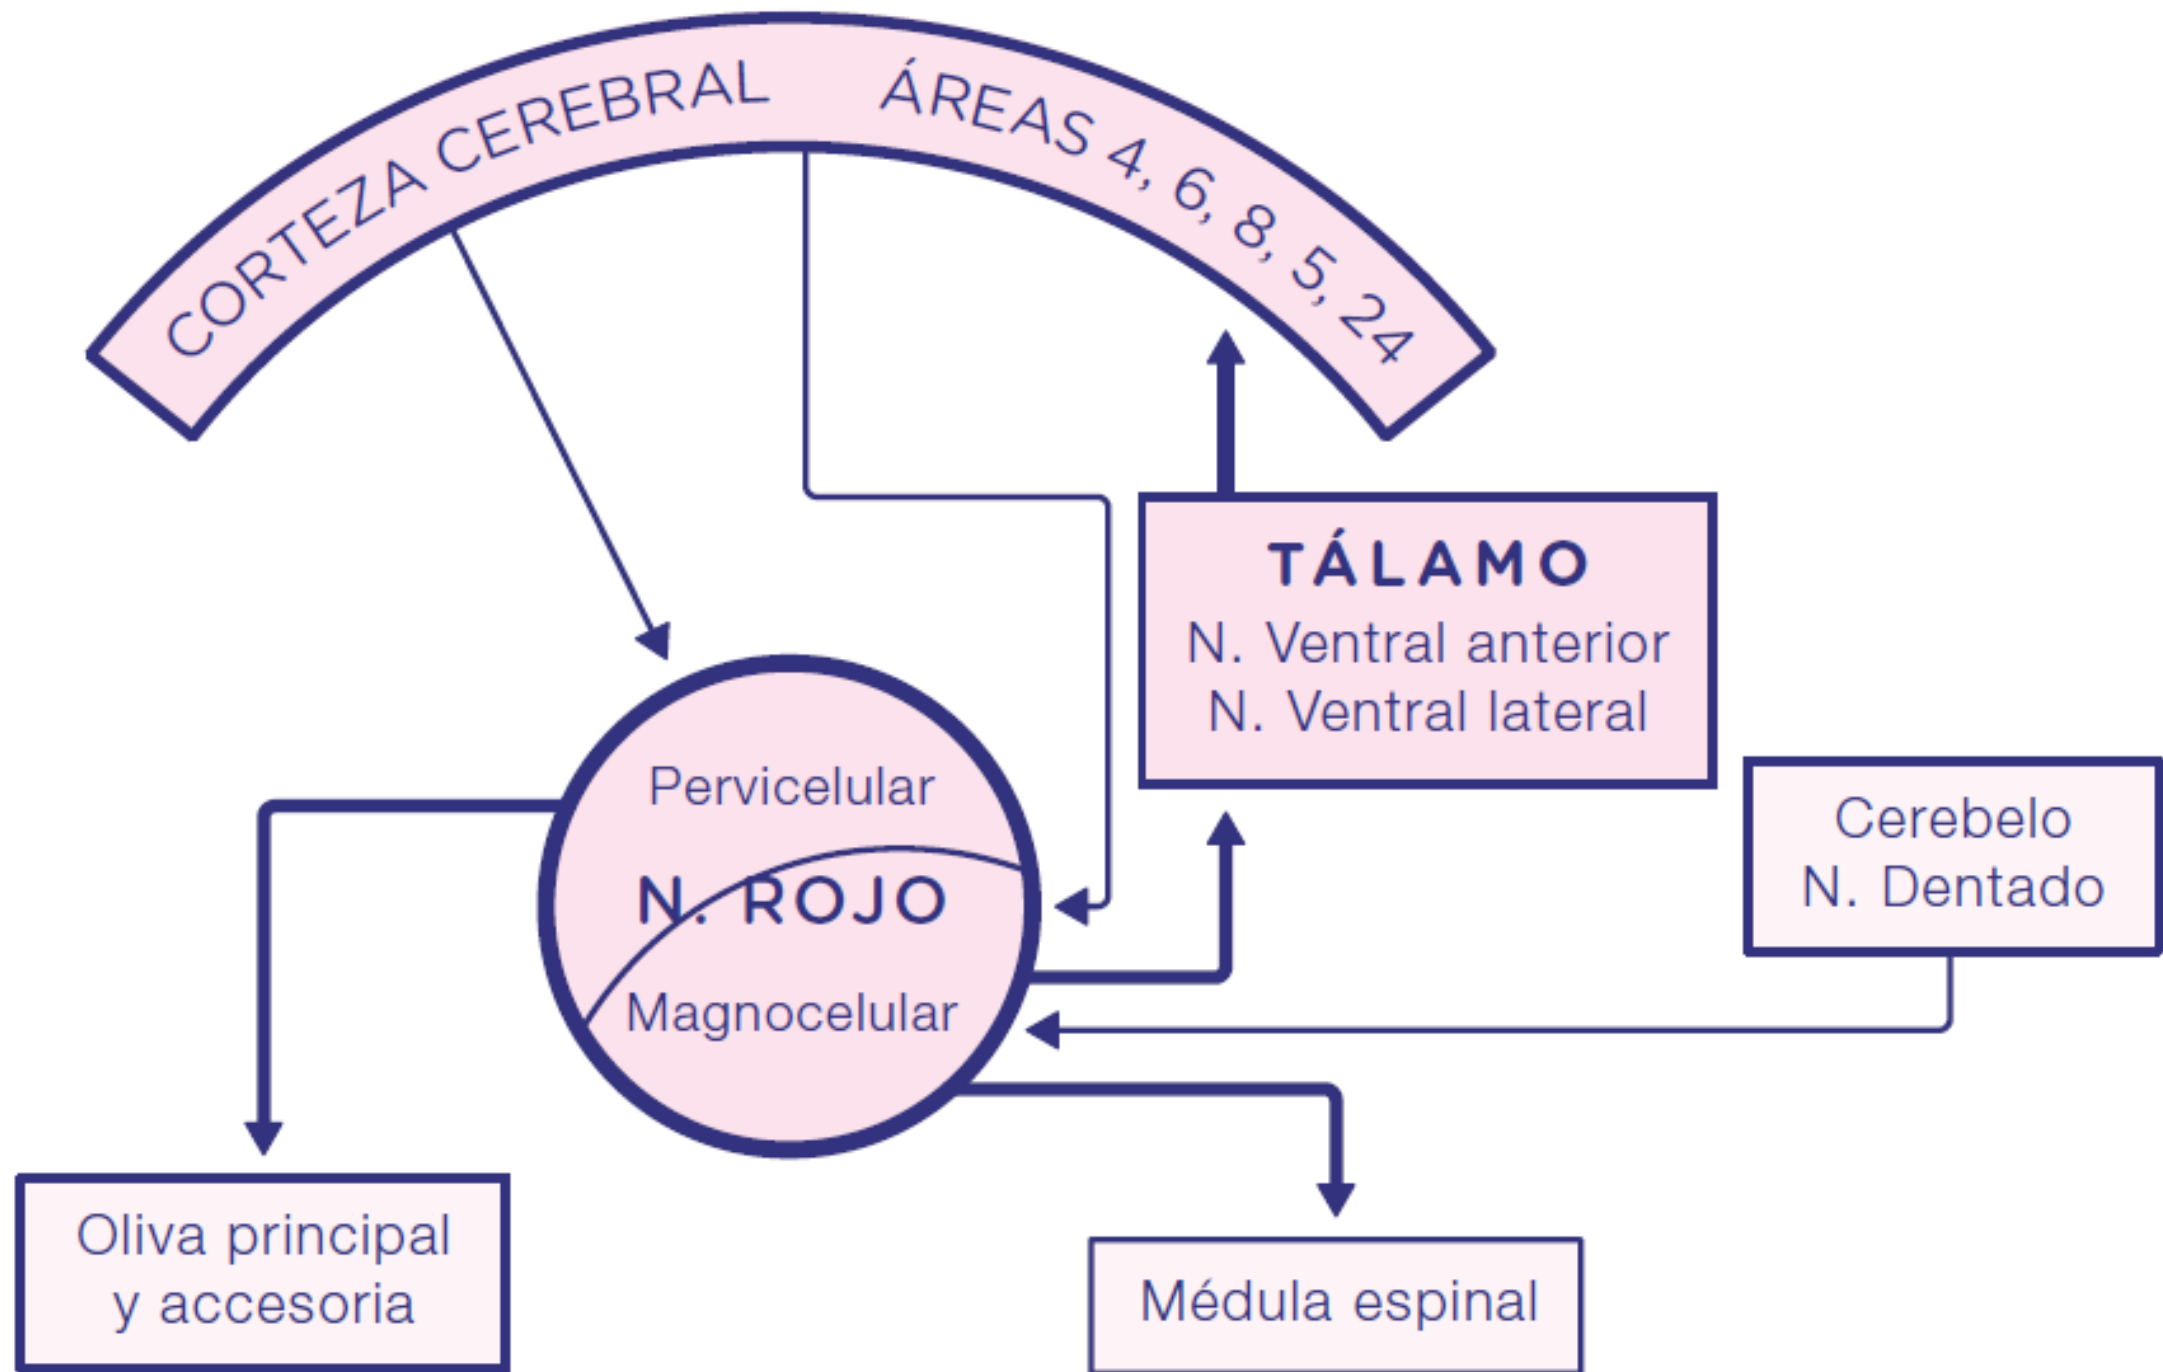 CORTEZA CEREBRAL ÁREAS 4, 6, 8, 5, 24
TÁLAMO
N. Ventral anterior
N. Ventral lateral
Cerebelo
N. Dentado
Pervicelular
N. ROJO
Magnocelular
Oliva principal
y accesoria
Médula espinal